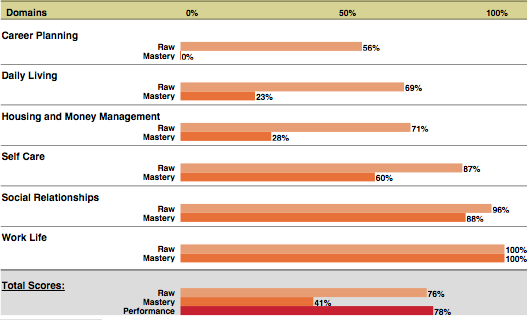 Domains 0% 50% 100%
Career Planning
Raw 56%
Mastery 0%
Daily Living
Raw 69%
Mastery 23%
Housing and Money Management
Raw 71%
Mastery 28%
Self Care
Raw 87%
Mastery 60%
Social Relationships
Raw 96%
Mastery 88%
Work Life
Raw 100%
Mastery 100%
Total Scores:
Raw 76%
Mastery 41%
Performance 78%